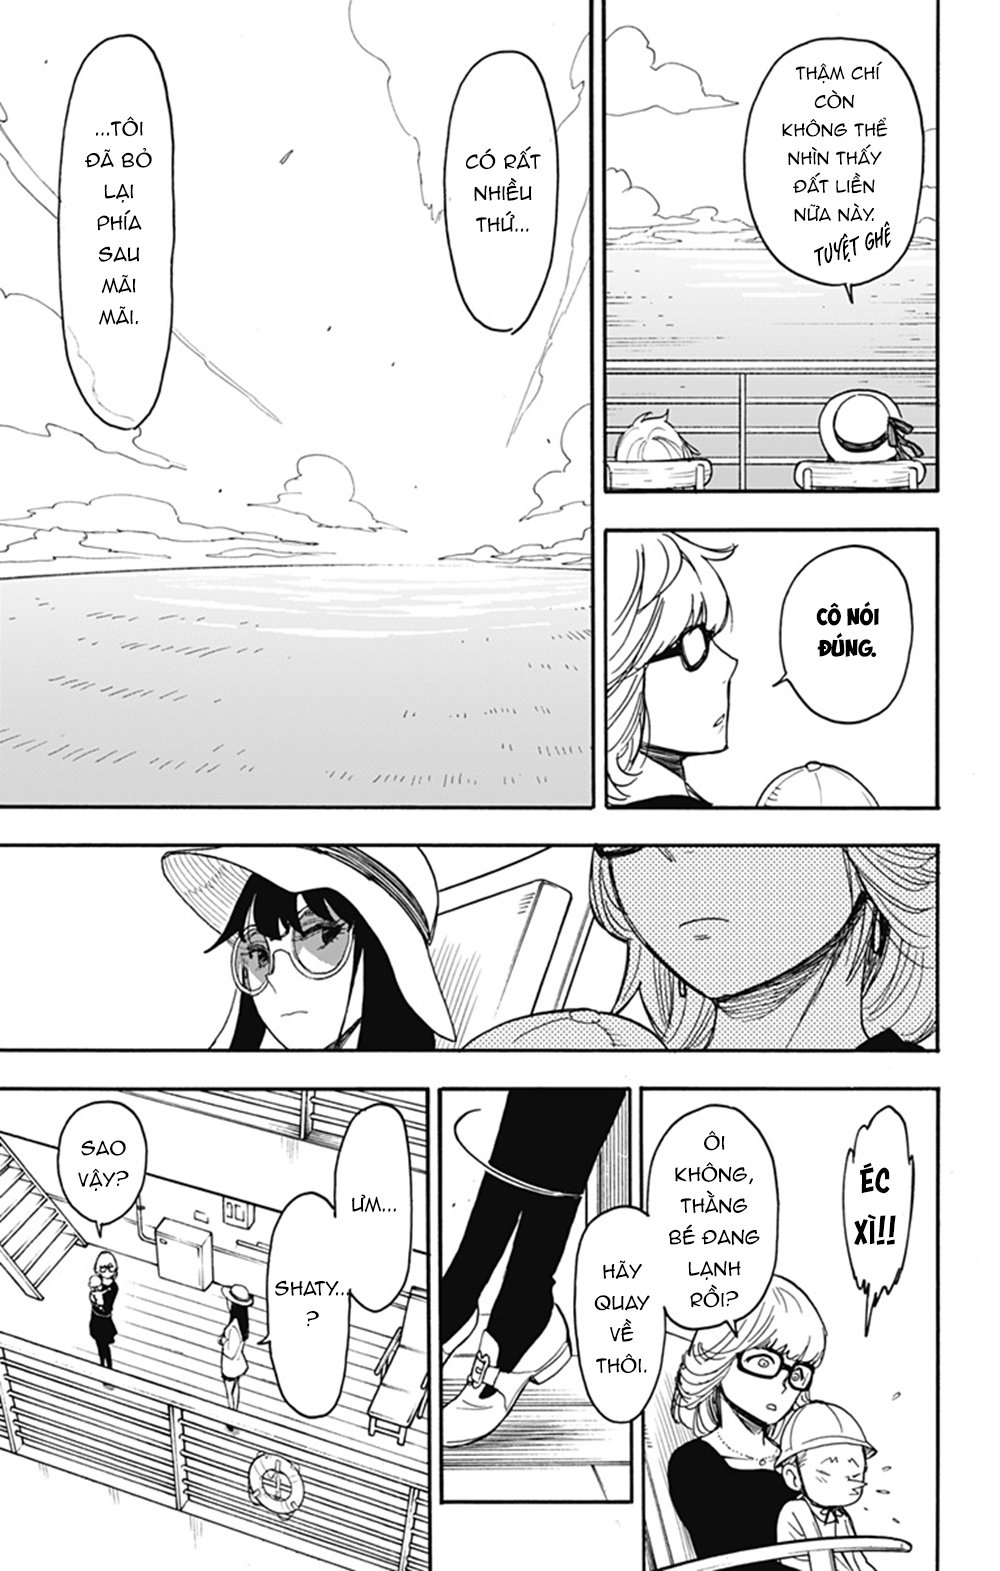 THẬM CHÍ
CÒN
KHÔNG THỂ
NHÌN THẤY
ĐẤT LIỀN
NỮA NÀY.
TUYỆT GHÊ
CÔ NÓI
ĐÚNG.
CÓ RẤT
NHIỀU
THỨ...
...TÔI
ĐÃ BỎ
LẠI
PHÍA
SAU
MÃI
MÃI.
ÉC
XÌ!!
ÔI
KHÔNG,
THẰNG
BÉ ĐANG
LẠNH
RỒI?
HÃY
QUAY
VỀ
THÔI.
ƯM...
SHATY...
?
SAO
VẬY?